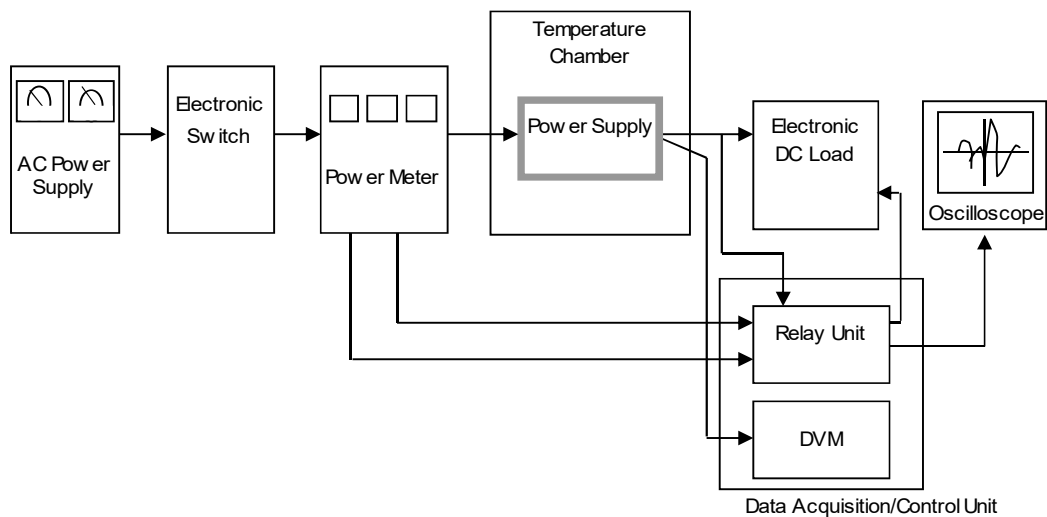 AC Power
Supply
Electronic
Switch
Power Meter
Temperature
Chamber
Power Supply
Electronic
DC Load
Oscilloscope
Relay Unit
DVM
Data Acquisition/Control Unit